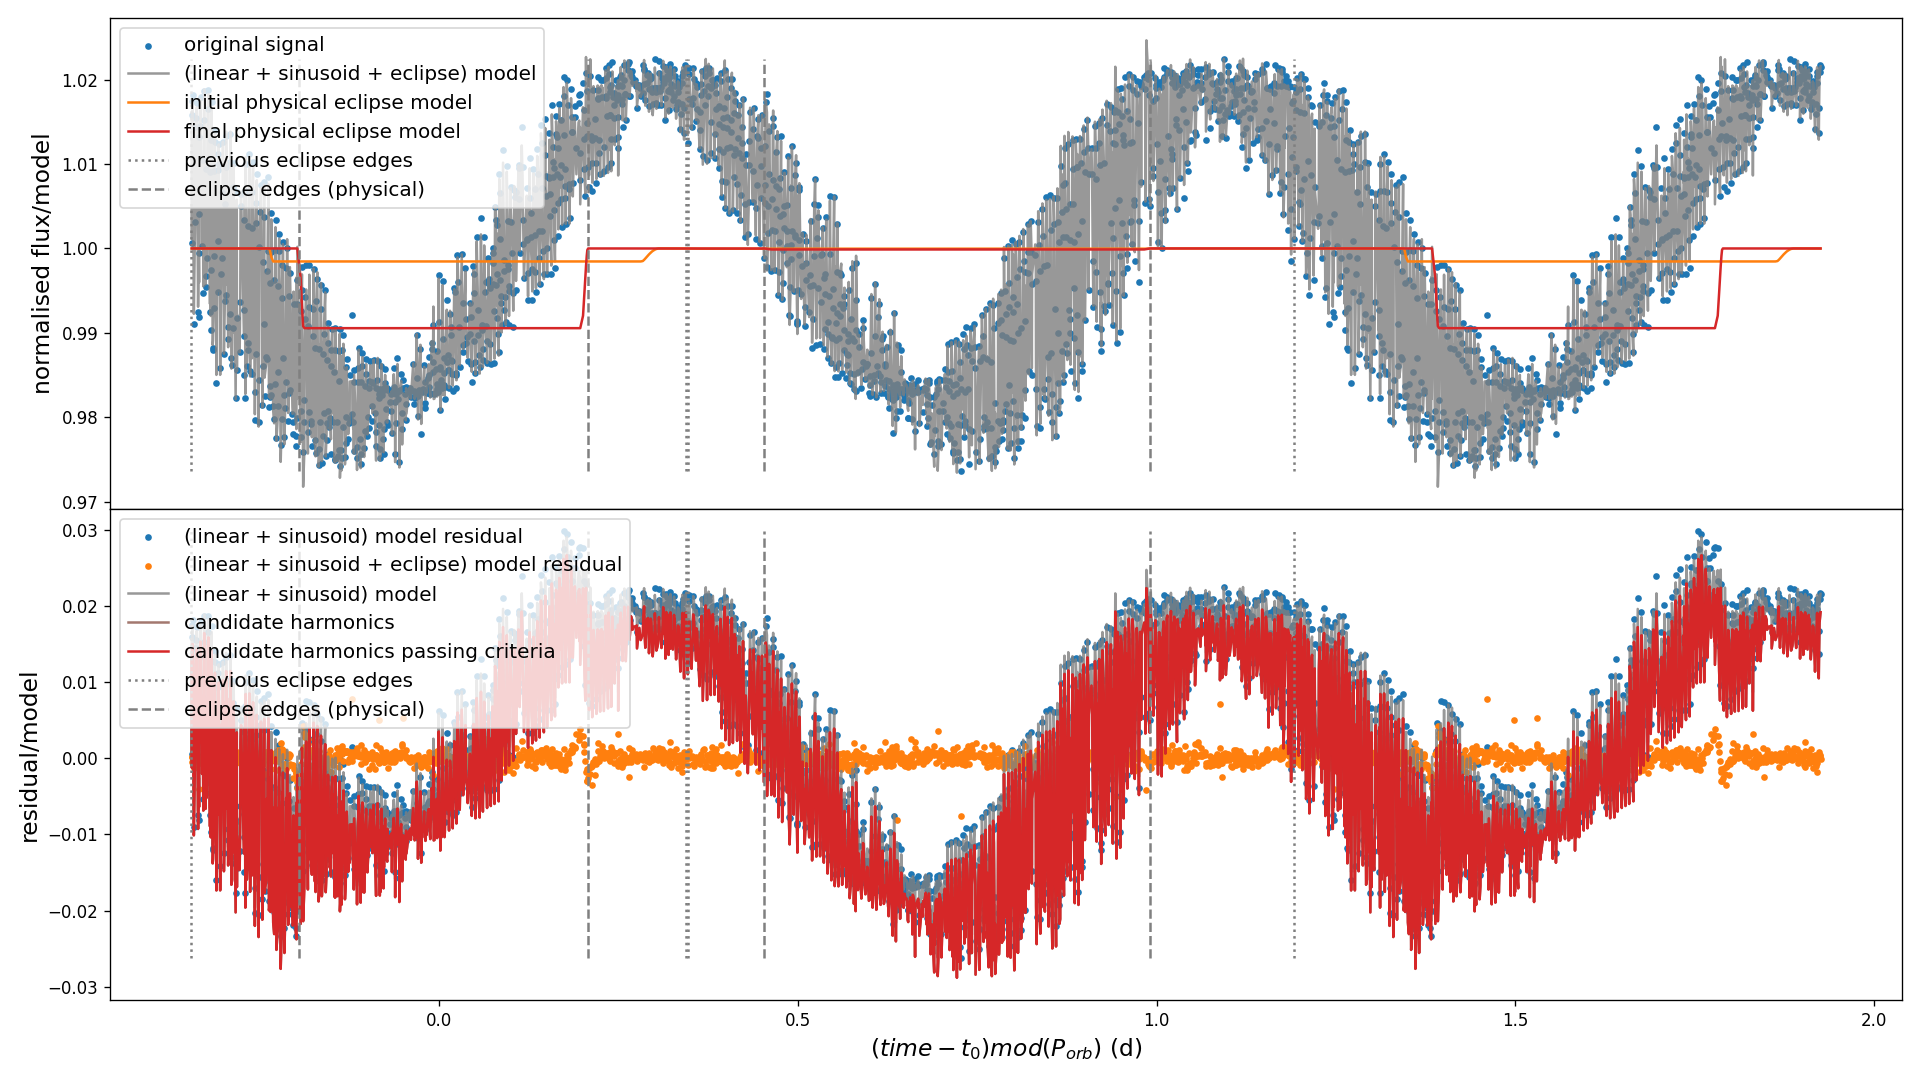 original signal
(linear + sinusoid + eclipse) model
initial physical eclipse model
final physical eclipse model
previous eclipse edges
eclipse edges (physical)
normalised flux/model
1.02
1.01
1.00
0.99
0.98
0.97
(linear + sinusoid) model residual
(linear + sinusoid + eclipse) model residual
(linear + sinusoid) model
candidate harmonics
candidate harmonics passing criteria
previous eclipse edges
eclipse edges (physical)
residual/model
0.03
0.02
0.01
0.00
−0.01
−0.02
−0.03
0.0 0.5 1.0 1.5 2.0
(time − t₀)mod(P_orb) (d)